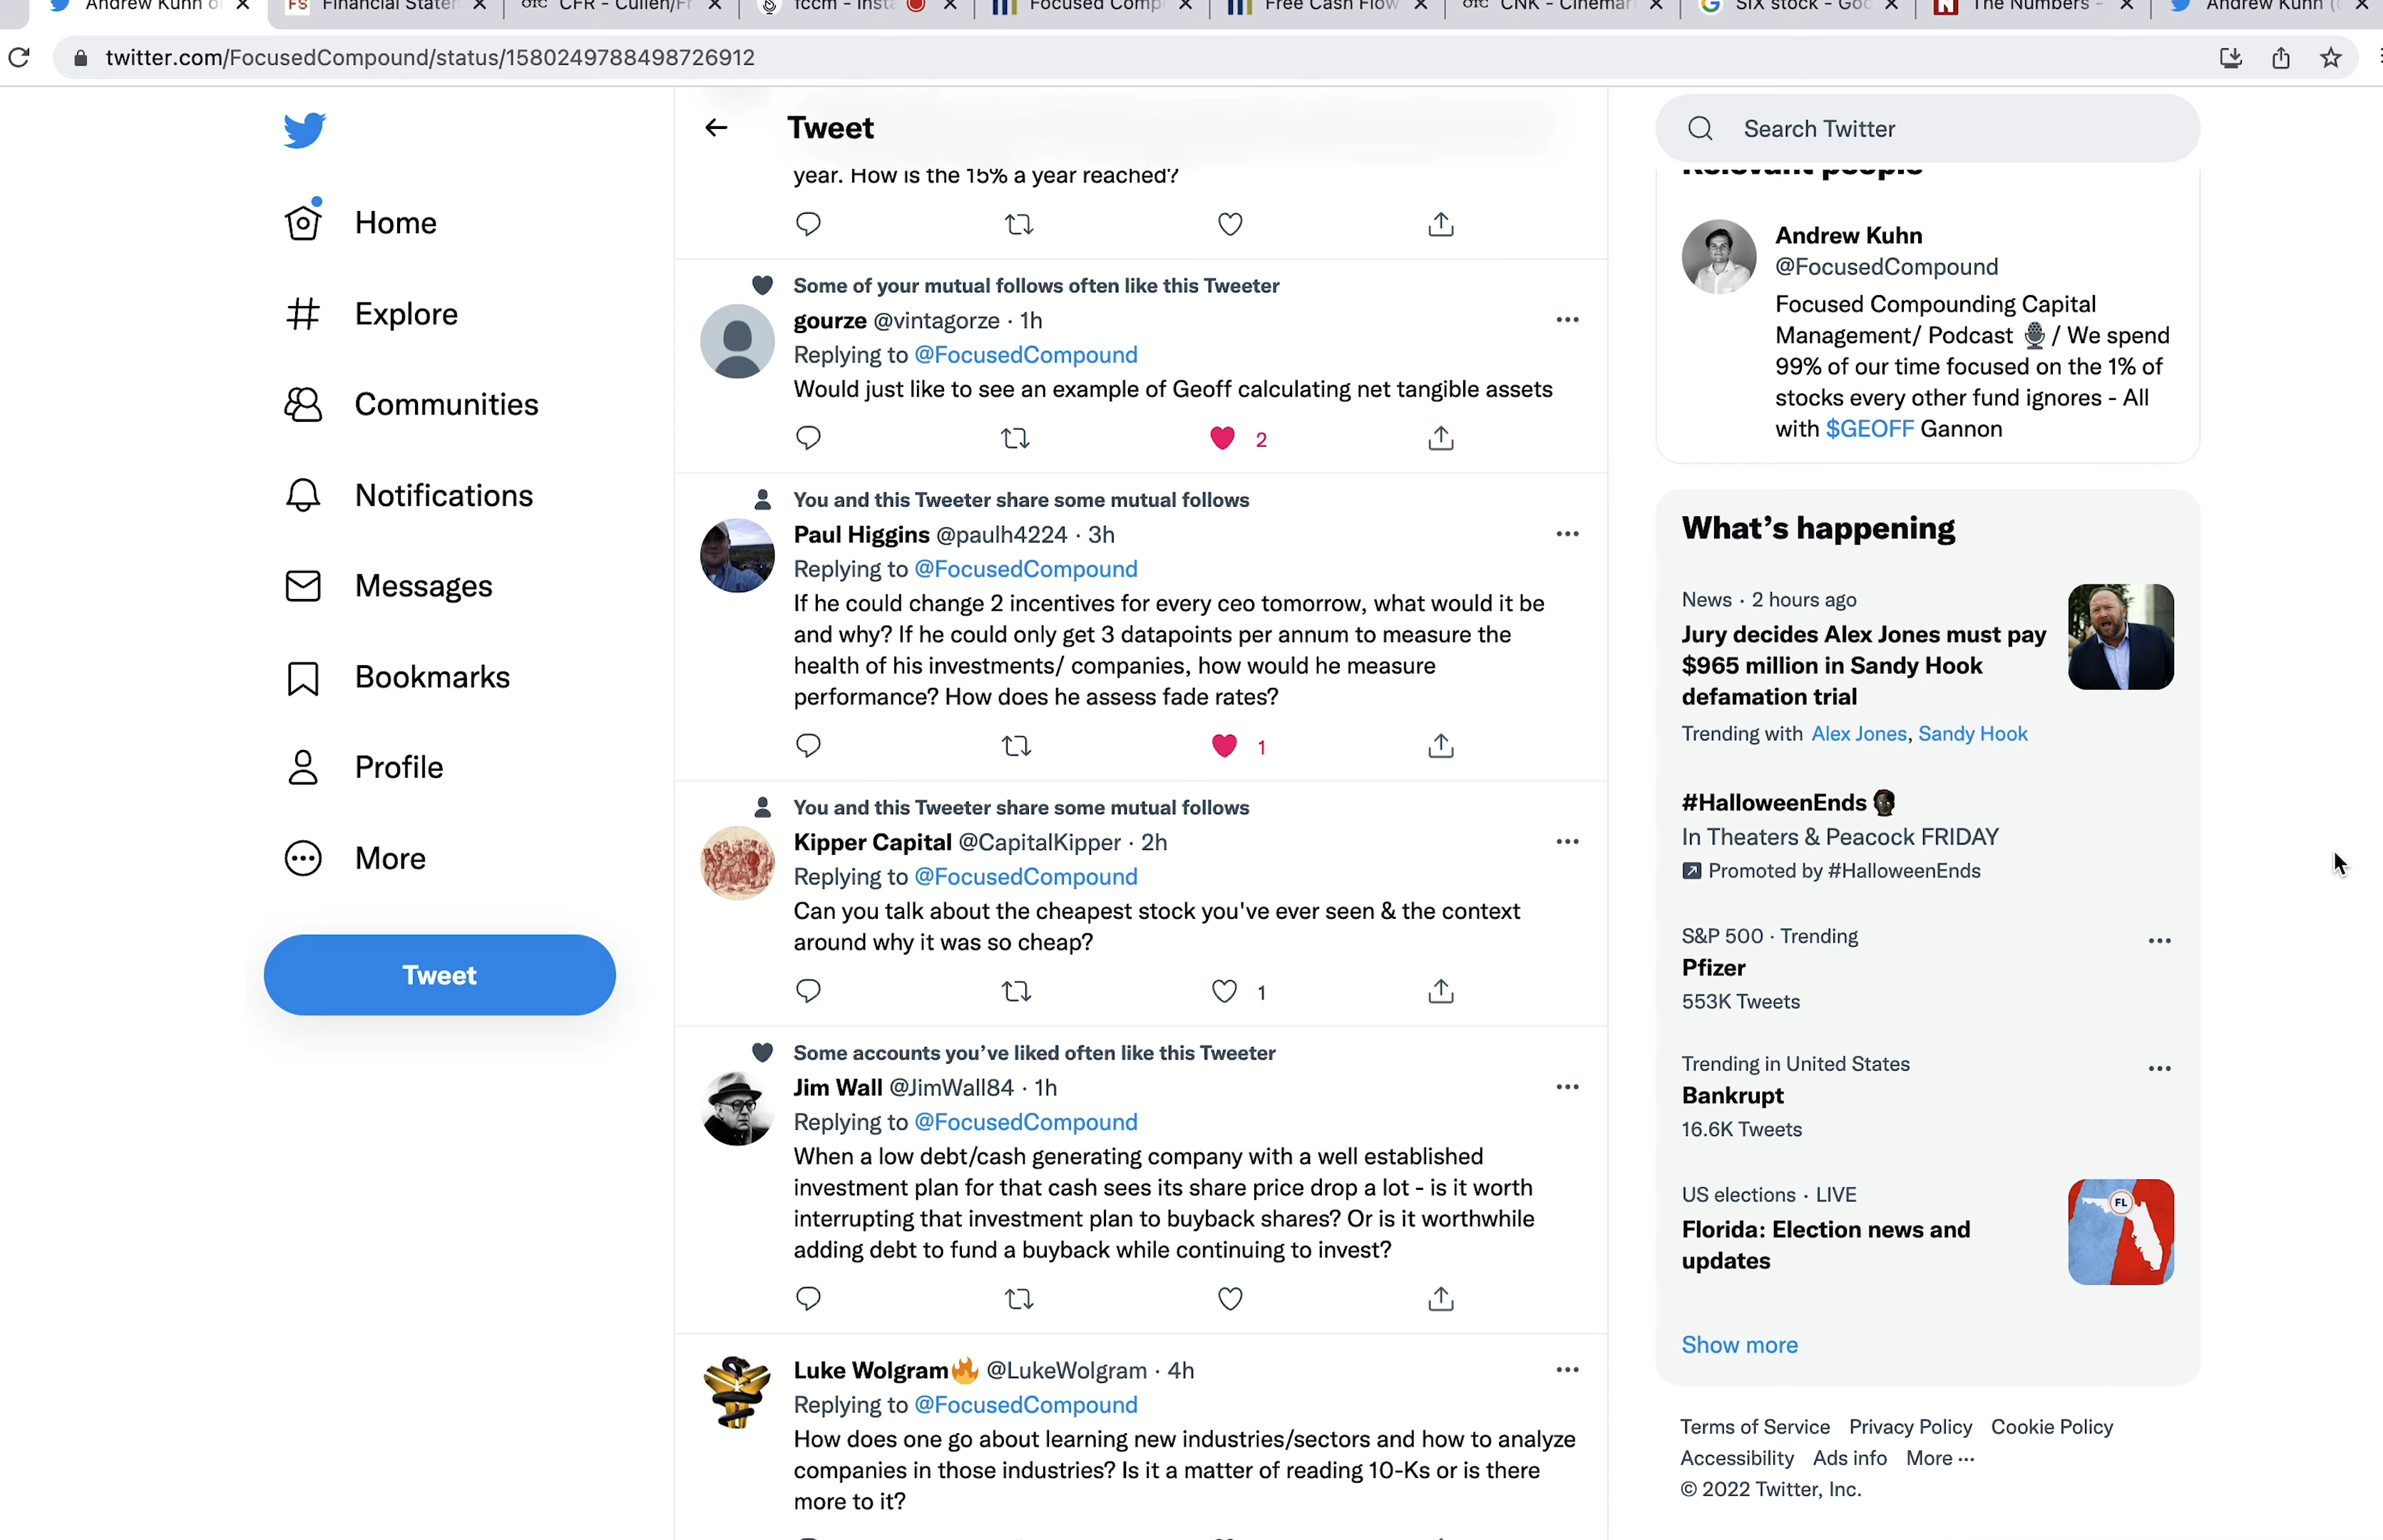 Andrew Kuhn o
Financial Staten
CFR - Cullen/Fr
fccm - Insta
Focused Comp
Free Cash Flow
CNK - Cinemar
SIX stock - Goo
The Numbers -
Andrew Kuhn (
twitter.com/FocusedCompound/status/1580249788498726912
Home
Explore
Communities
Notifications
Messages
Bookmarks
Profile
More
Tweet
Tweet
year. How is the 15% a year reached?
Some of your mutual follows often like this Tweeter
gourze @vintagorze · 1h
Replying to @FocusedCompound
Would just like to see an example of Geoff calculating net tangible assets
2
You and this Tweeter share some mutual follows
Paul Higgins @paulh4224 · 3h
Replying to @FocusedCompound
If he could change 2 incentives for every ceo tomorrow, what would it be
and why? If he could only get 3 datapoints per annum to measure the
health of his investments/ companies, how would he measure
performance? How does he assess fade rates?
1
You and this Tweeter share some mutual follows
Kipper Capital @CapitalKipper · 2h
Replying to @FocusedCompound
Can you talk about the cheapest stock you've ever seen & the context
around why it was so cheap?
1
Some accounts you’ve liked often like this Tweeter
Jim Wall @JimWall84 · 1h
Replying to @FocusedCompound
When a low debt/cash generating company with a well established
investment plan for that cash sees its share price drop a lot - is it worth
interrupting that investment plan to buyback shares? Or is it worthwhile
adding debt to fund a buyback while continuing to invest?
Luke Wolgram🔥 @LukeWolgram · 4h
Replying to @FocusedCompound
How does one go about learning new industries/sectors and how to analyze
companies in those industries? Is it a matter of reading 10-Ks or is there
more to it?
Search Twitter
Relevant people
Andrew Kuhn
@FocusedCompound
Focused Compounding Capital
Management/ Podcast 🎙 / We spend
99% of our time focused on the 1% of
stocks every other fund ignores - All
with $GEOFF Gannon
What’s happening
News · 2 hours ago
Jury decides Alex Jones must pay
$965 million in Sandy Hook
defamation trial
Trending with Alex Jones, Sandy Hook
#HalloweenEnds
In Theaters & Peacock FRIDAY
Promoted by #HalloweenEnds
S&P 500 · Trending
Pfizer
553K Tweets
Trending in United States
Bankrupt
16.6K Tweets
US elections · LIVE
Florida: Election news and
updates
FL
Show more
Terms of Service Privacy Policy Cookie Policy
Accessibility Ads info More ···
© 2022 Twitter, Inc.